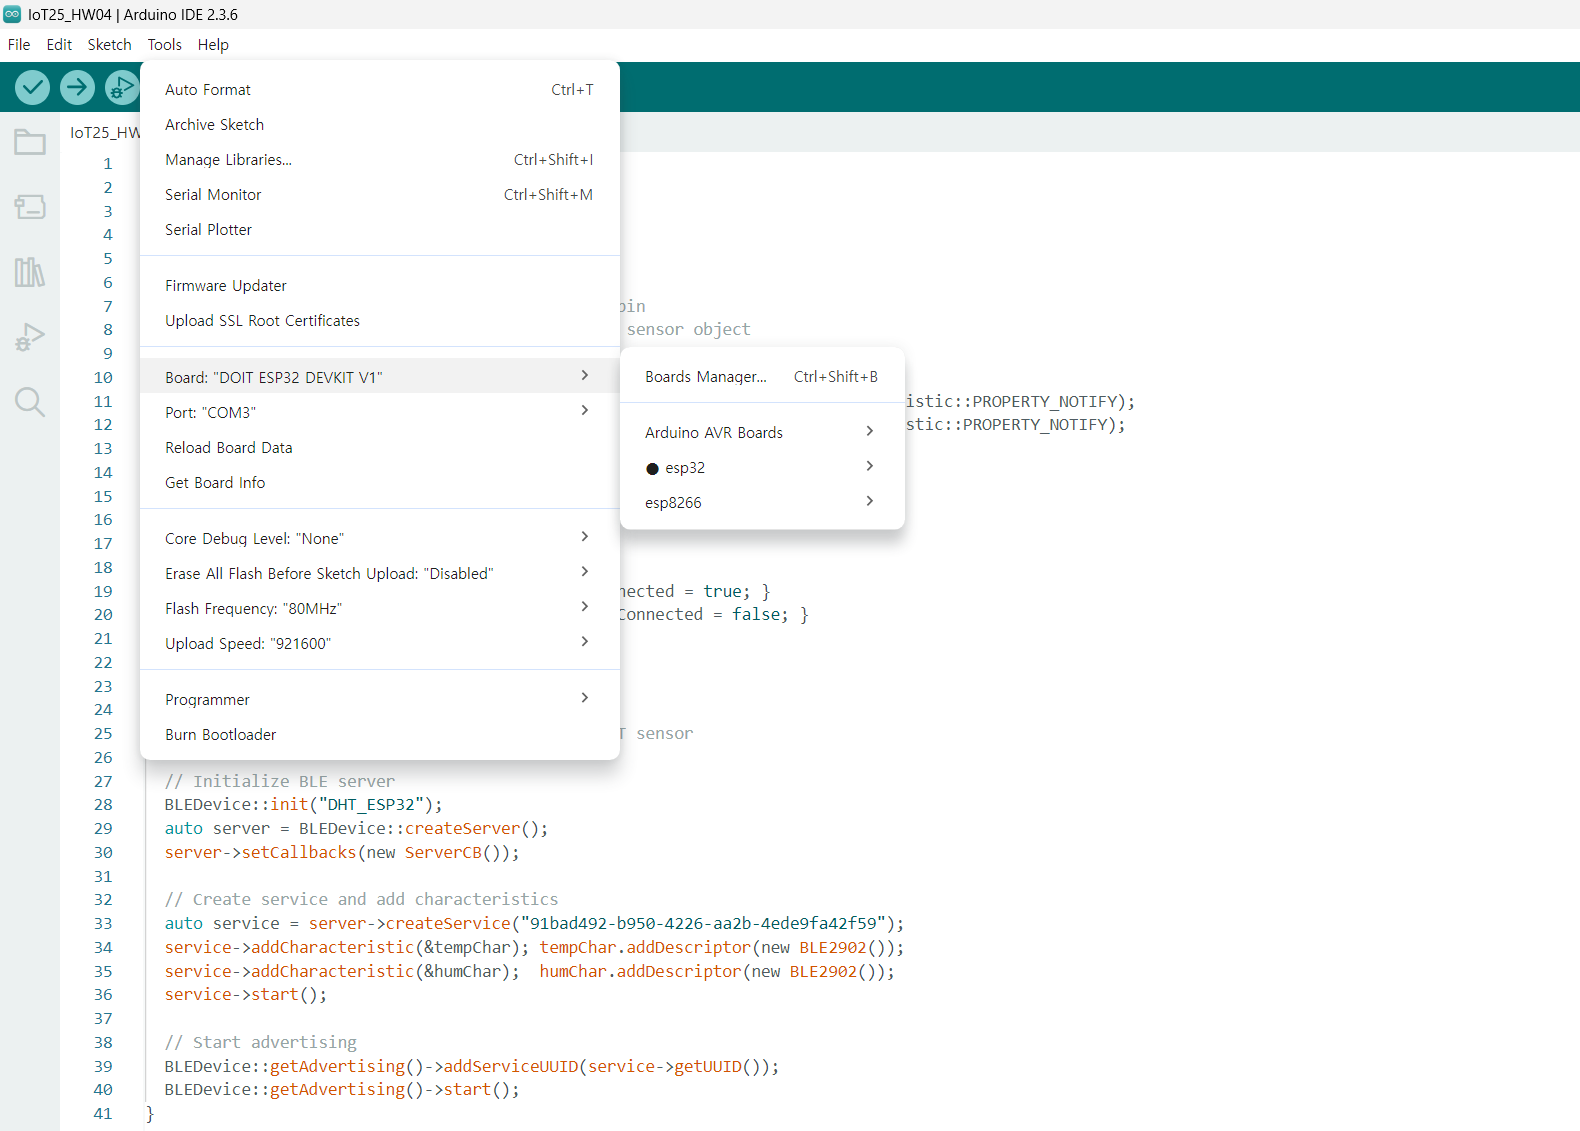 IoT25_HW04 | Arduino IDE 2.3.6
File Edit Sketch Tools Help
IoT25_HW
Auto Format Ctrl+T
Archive Sketch
Manage Libraries... Ctrl+Shift+I
Serial Monitor Ctrl+Shift+M
Serial Plotter
Firmware Updater
Upload SSL Root Certificates
Board: "DOIT ESP32 DEVKIT V1"
Port: "COM3"
Reload Board Data
Get Board Info
Core Debug Level: "None"
Erase All Flash Before Sketch Upload: "Disabled"
Flash Frequency: "80MHz"
Upload Speed: "921600"
Programmer
Burn Bootloader
Boards Manager... Ctrl+Shift+B
Arduino AVR Boards
esp32
esp8266
1
2
3
4
5
6
7 pin
8 sensor object
9
10
11 istic::PROPERTY_NOTIFY);
12 stic::PROPERTY_NOTIFY);
13
14
15
16
17
18
19 nected = true; }
20 Connected = false; }
21
22
23
24
25 T sensor
26
27 // Initialize BLE server
28 BLEDevice::init("DHT_ESP32");
29 auto server = BLEDevice::createServer();
30 server->setCallbacks(new ServerCB());
31
32 // Create service and add characteristics
33 auto service = server->createService("91bad492-b950-4226-aa2b-4ede9fa42f59");
34 service->addCharacteristic(&tempChar); tempChar.addDescriptor(new BLE2902());
35 service->addCharacteristic(&humChar);  humChar.addDescriptor(new BLE2902());
36 service->start();
37
38 // Start advertising
39 BLEDevice::getAdvertising()->addServiceUUID(service->getUUID());
40 BLEDevice::getAdvertising()->start();
41 }